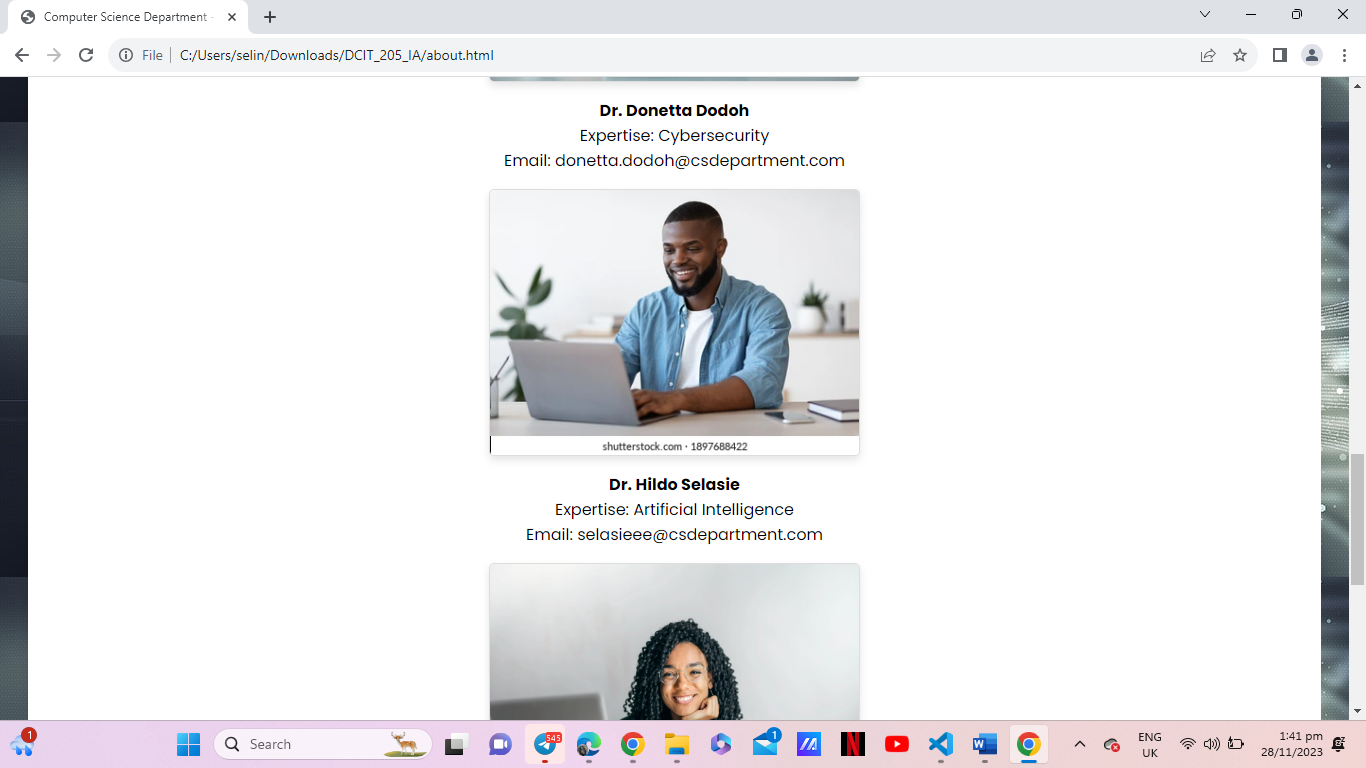 Computer Science Department -
File
C:/Users/selin/Downloads/DCIT_205_IA/about.html
Dr. Donetta Dodoh
Expertise: Cybersecurity
Email: donetta.dodoh@csdepartment.com
shutterstock.com · 1897688422
Dr. Hildo Selasie
Expertise: Artificial Intelligence
Email: selasieee@csdepartment.com
1
Search
545
1
ENG
UK
1:41 pm
28/11/2023